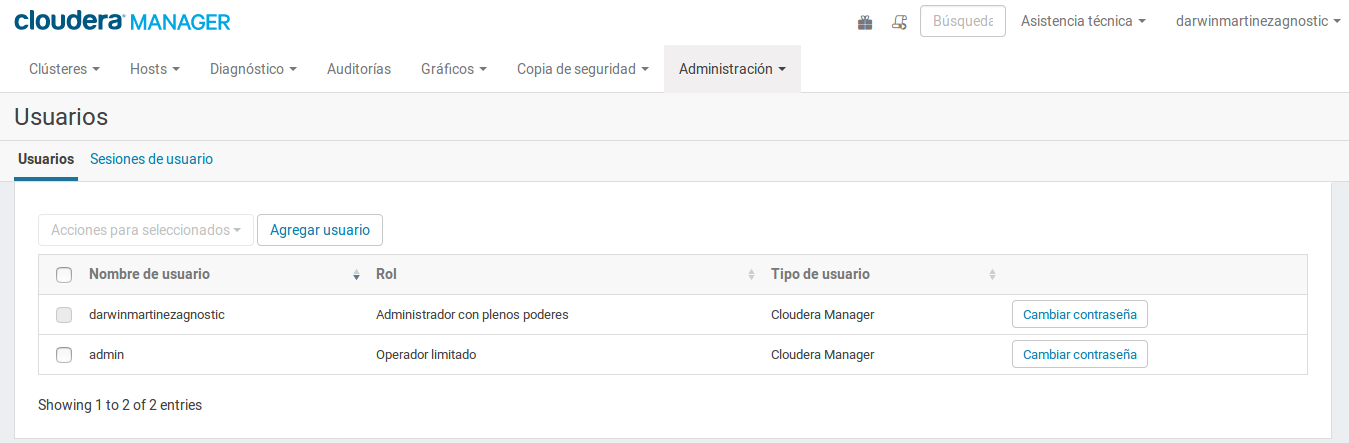 cloudera MANAGER
Búsqueda Asistencia técnica darwinmartinezagnostic
Clústeres Hosts Diagnóstico Auditorías Gráficos Copia de seguridad Administración
Usuarios
Usuarios Sesiones de usuario
Acciones para seleccionados Agregar usuario
Nombre de usuario Rol Tipo de usuario
darwinmartinezagnostic Administrador con plenos poderes Cloudera Manager Cambiar contraseña
admin Operador limitado Cloudera Manager Cambiar contraseña
Showing 1 to 2 of 2 entries